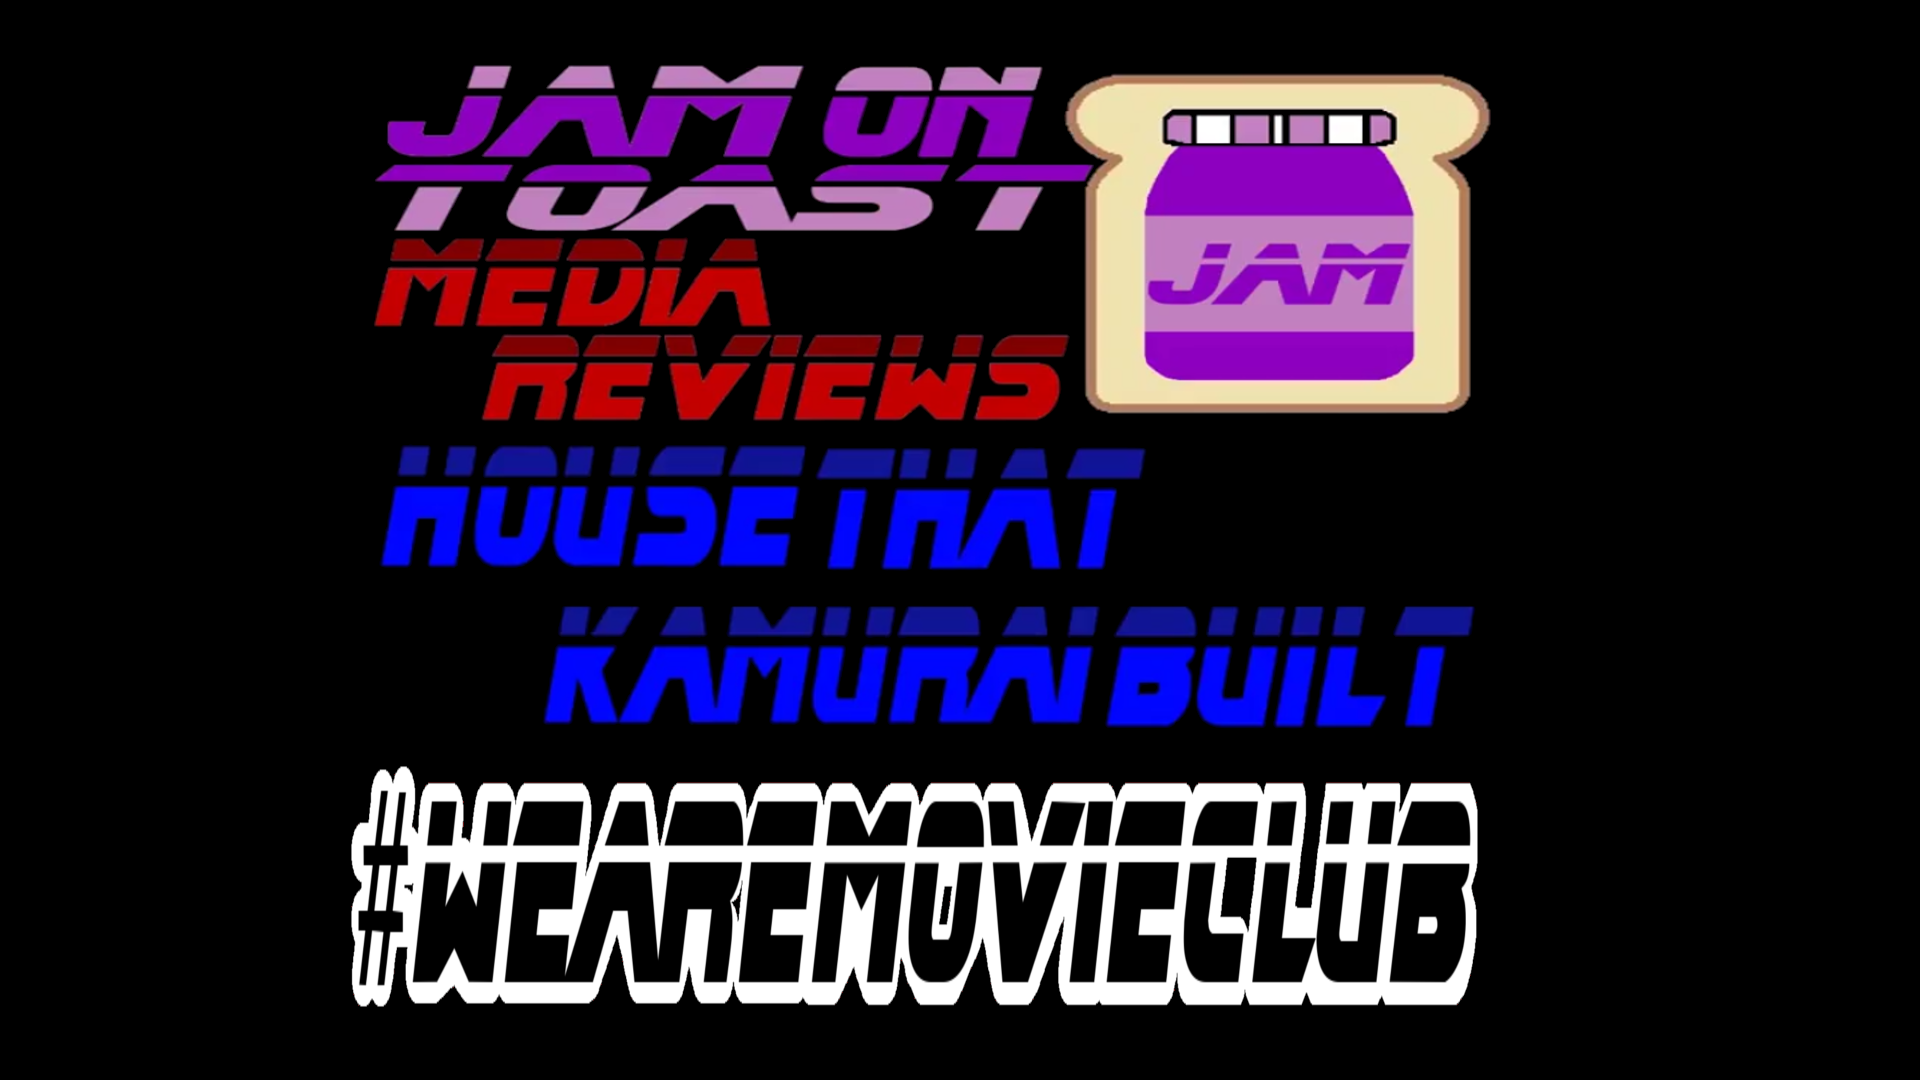 JAM ON
TOAST
JAM
MEDIA
REVIEWS
HOUSE THAT
KAMURAI BUILT
#WEAREMOVIECLUB